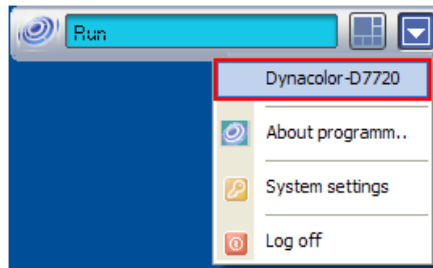 Run
Dynacolor-D7720
About programm..
System settings
Log off